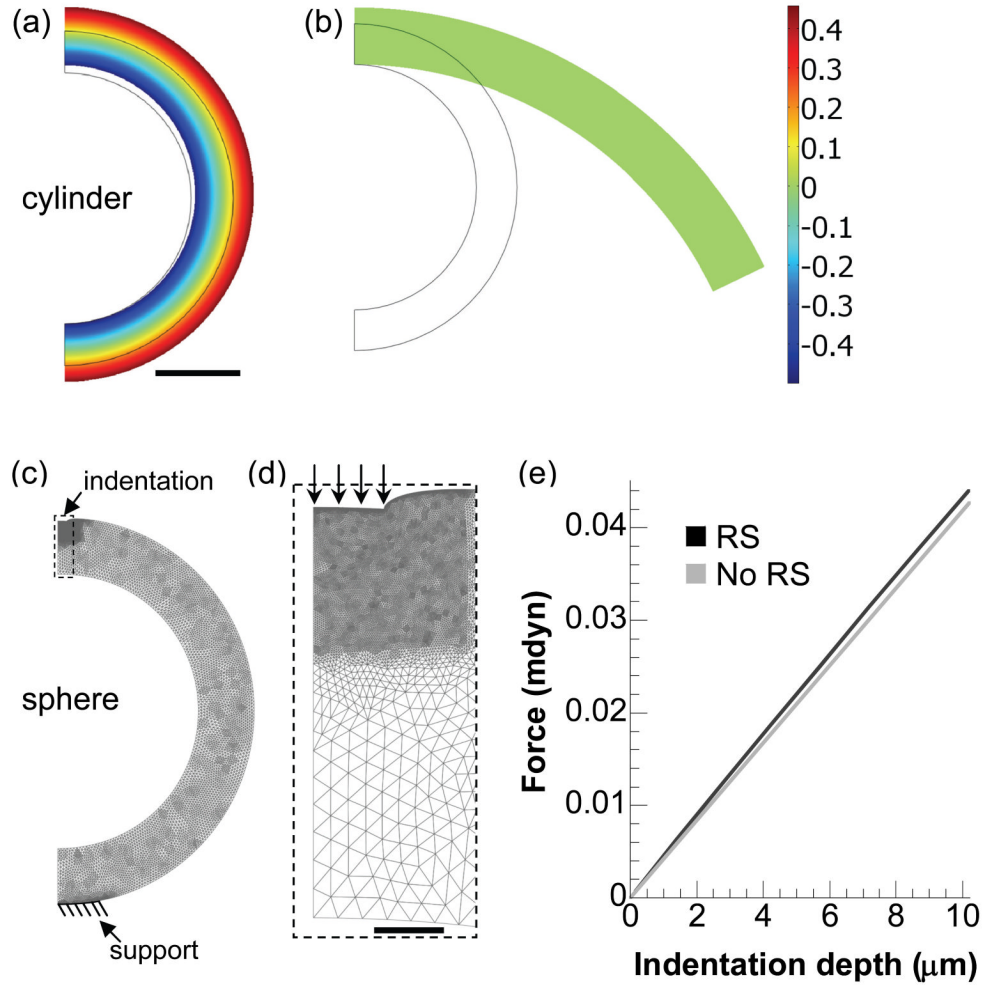 (a)
cylinder
(b)
0.4
0.3
0.2
0.1
0
-0.1
-0.2
-0.3
-0.4
(c)
indentation
sphere
support
(d)
(e)
RS
No RS
Force (mdyn)
0.04
0.03
0.02
0.01
0
0
2
4
6
8
10
Indentation depth (μm)